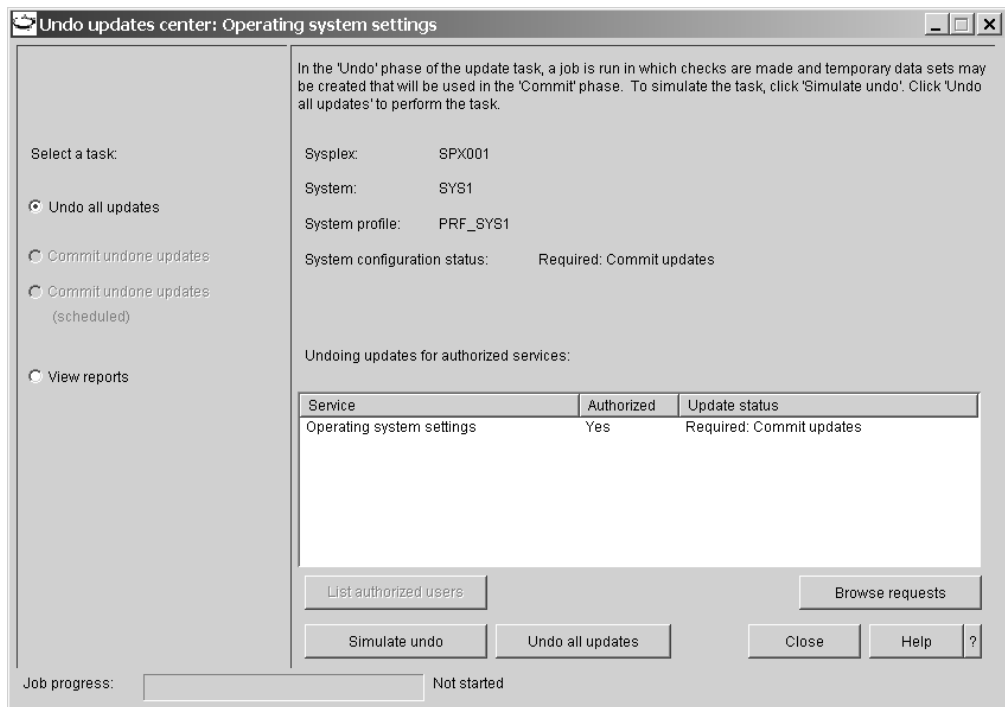 Undo updates center: Operating system settings
Select a task:
Undo all updates
Commit undone updates
Commit undone updates
(scheduled)
View reports
In the 'Undo' phase of the update task, a job is run in which checks are made and temporary data sets may
be created that will be used in the 'Commit' phase. To simulate the task, click 'Simulate undo'. Click 'Undo
all updates' to perform the task.
Sysplex: SPX001
System: SYS1
System profile: PRF_SYS1
System configuration status: Required: Commit updates
Undoing updates for authorized services:
Service Authorized Update status
Operating system settings Yes Required: Commit updates
List authorized users Browse requests
Simulate undo Undo all updates Close Help ?
Job progress: Not started